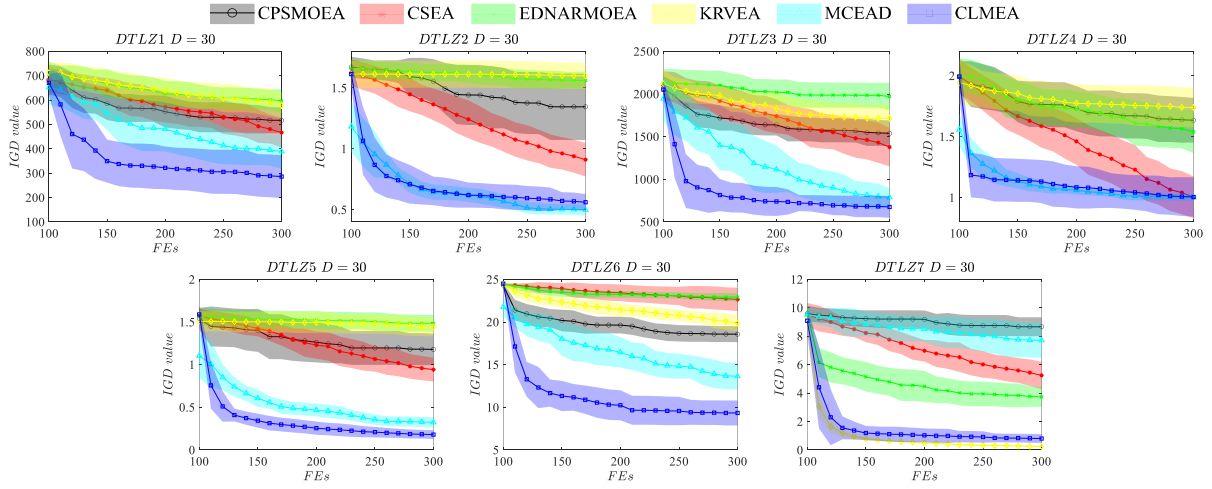 CPSMOEA CSEA EDNARMOEA KRVEA MCEAD CLMEA
DTLZ1 D = 30
800
700
600
500
400
300
200
100
IGD value
100 150 200 250 300
FEs
DTLZ2 D = 30
1.5
1
0.5
IGD value
100 150 200 250 300
FEs
DTLZ3 D = 30
2500
2000
1500
1000
500
IGD value
100 150 200 250 300
FEs
DTLZ4 D = 30
2
1.5
1
IGD value
100 150 200 250 300
FEs
DTLZ5 D = 30
2
1.5
1
0.5
0
IGD value
100 150 200 250 300
FEs
DTLZ6 D = 30
25
20
15
10
5
IGD value
100 150 200 250 300
FEs
DTLZ7 D = 30
12
10
8
6
4
2
0
IGD value
100 150 200 250 300
FEs